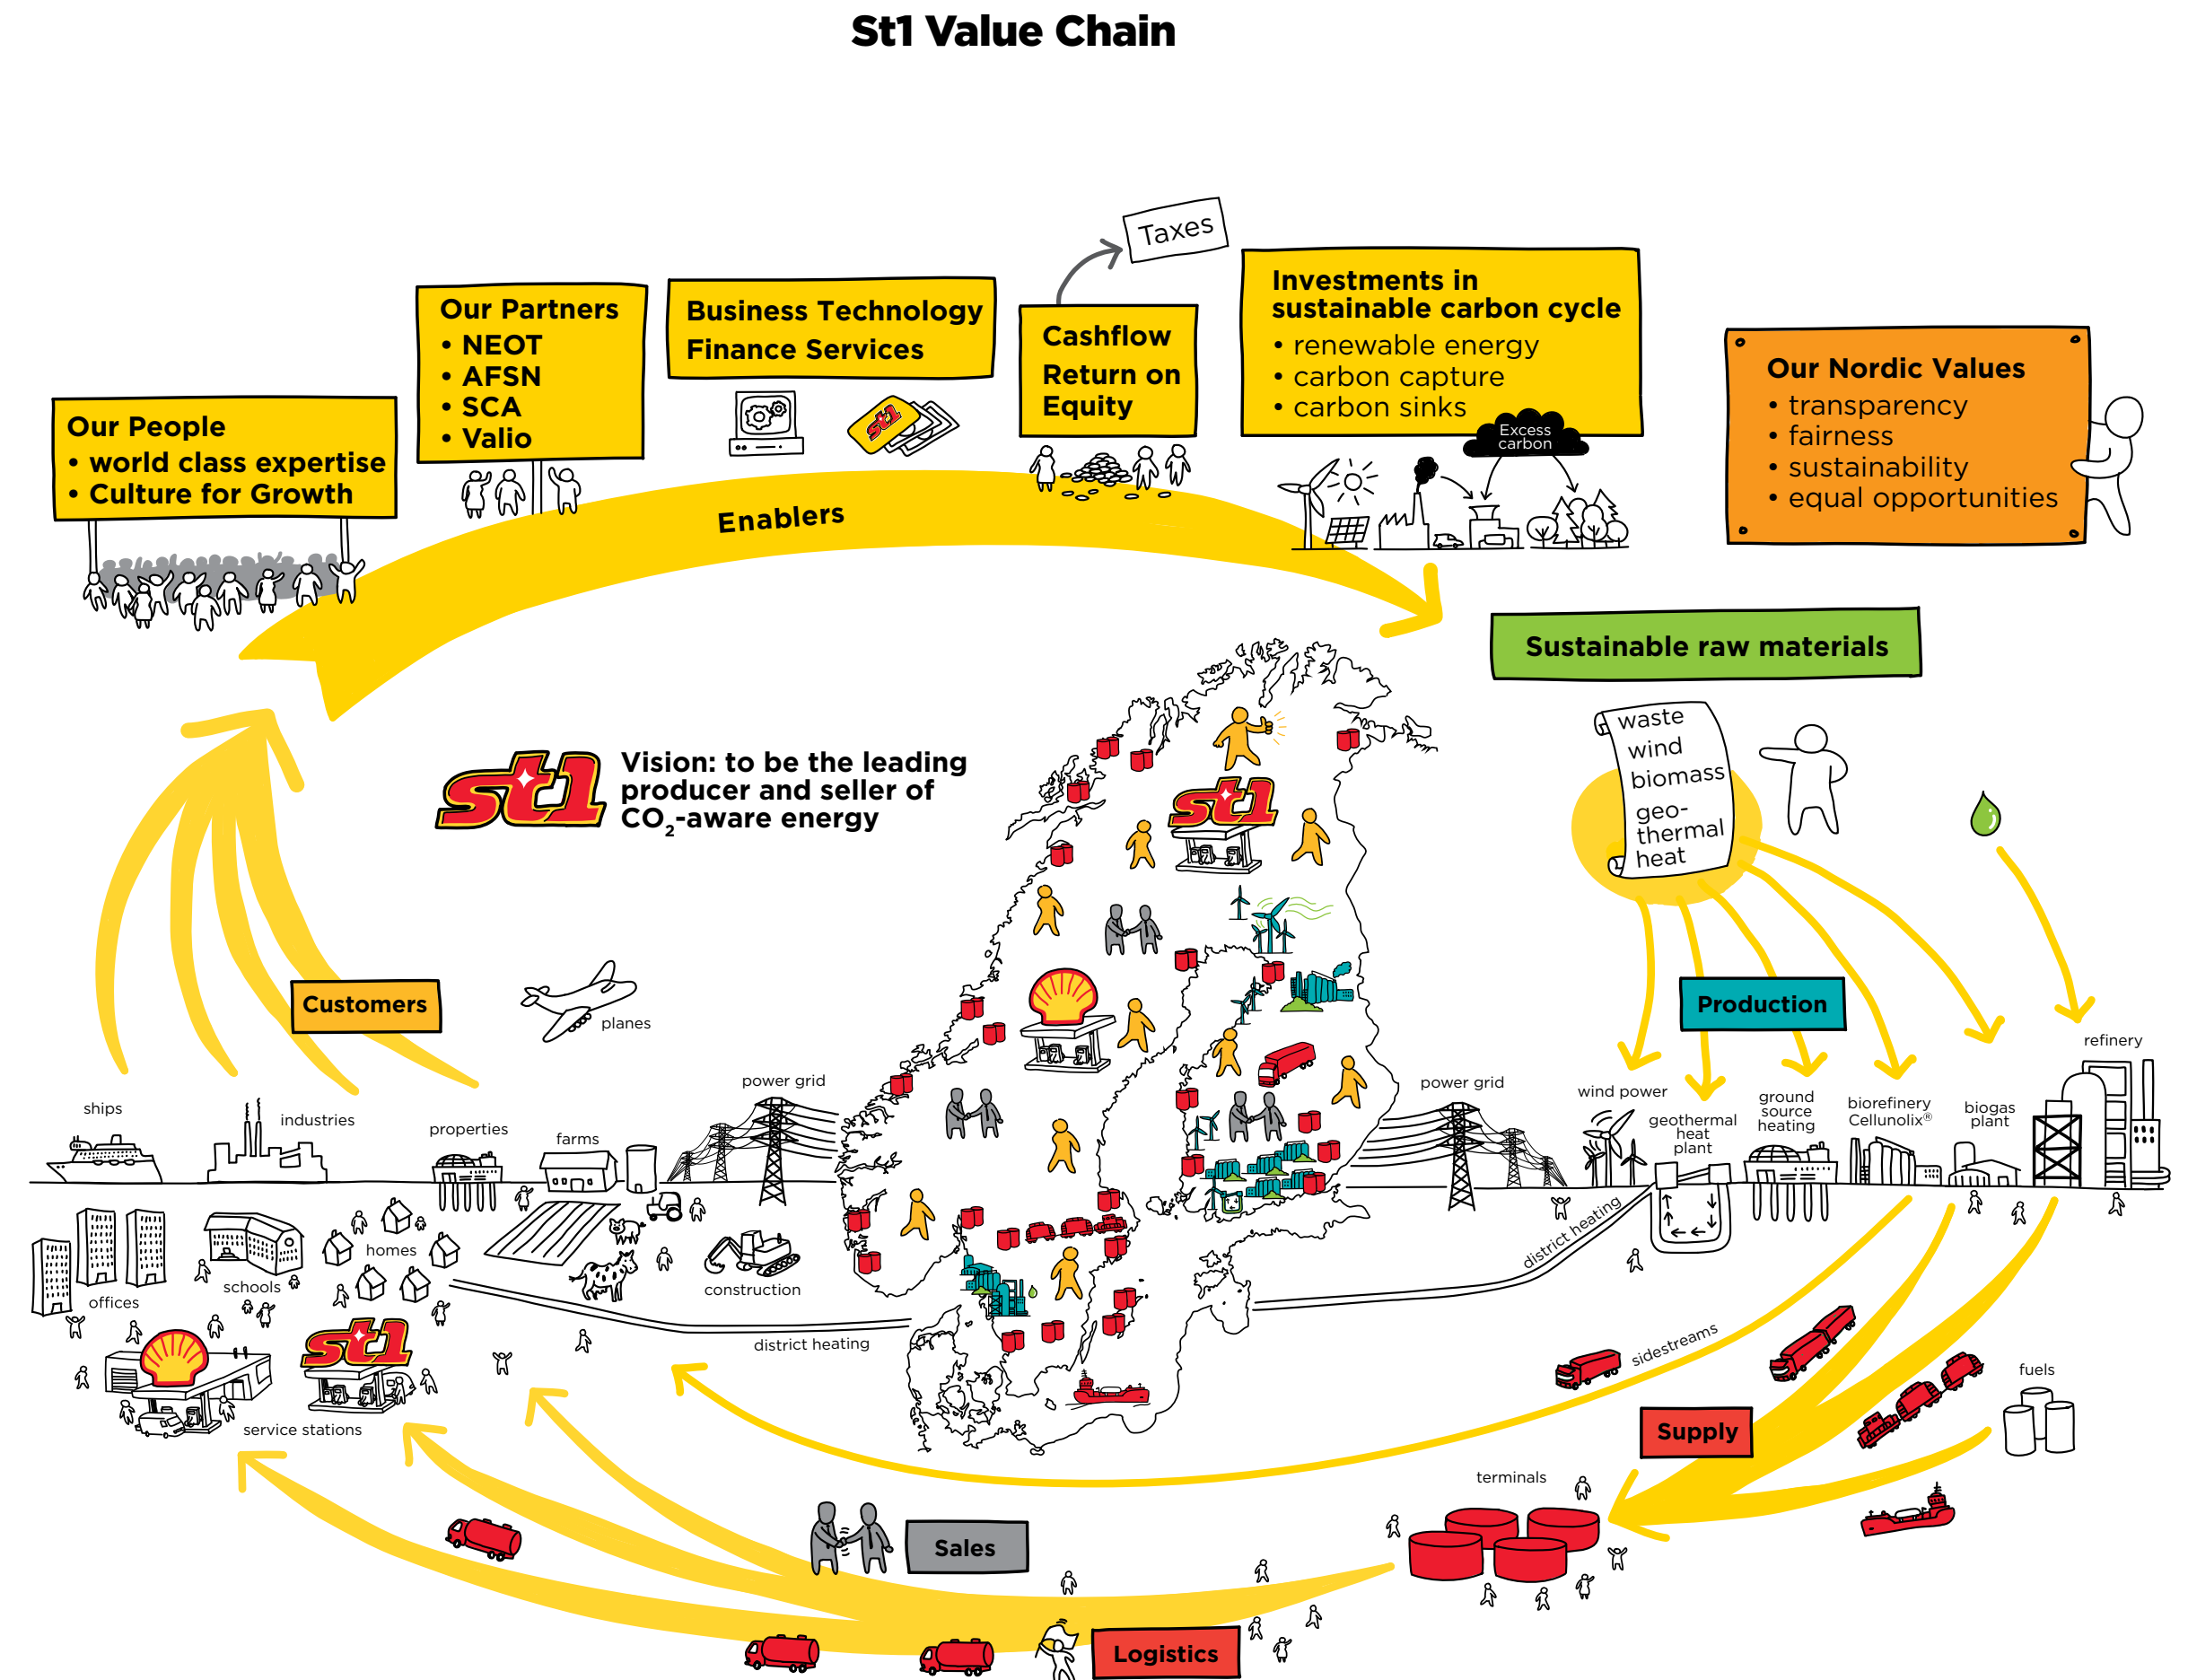 St1 Value Chain
Taxes
Our People
• world class expertise
• Culture for Growth
Our Partners
• NEOT
• AFSN
• SCA
• Valio
Business Technology
Finance Services
Cashflow
Return on
Equity
Investments in
sustainable carbon cycle
• renewable energy
• carbon capture
• carbon sinks
Excess
carbon
Our Nordic Values
• transparency
• fairness
• sustainability
• equal opportunities
st1
Enablers
Sustainable raw materials
waste
wind
biomass
geo-
thermal
heat
st1
Vision: to be the leading
producer and seller of
CO₂-aware energy
st1
Customers
planes
Production
ships
industries
properties
farms
power grid
power grid
wind power
geothermal
heat
plant
ground
source
heating
biorefinery
Cellunolix®
biogas
plant
refinery
offices
schools
homes
construction
district heating
district heating
st1
service stations
sidestreams
fuels
Supply
terminals
Sales
Logistics